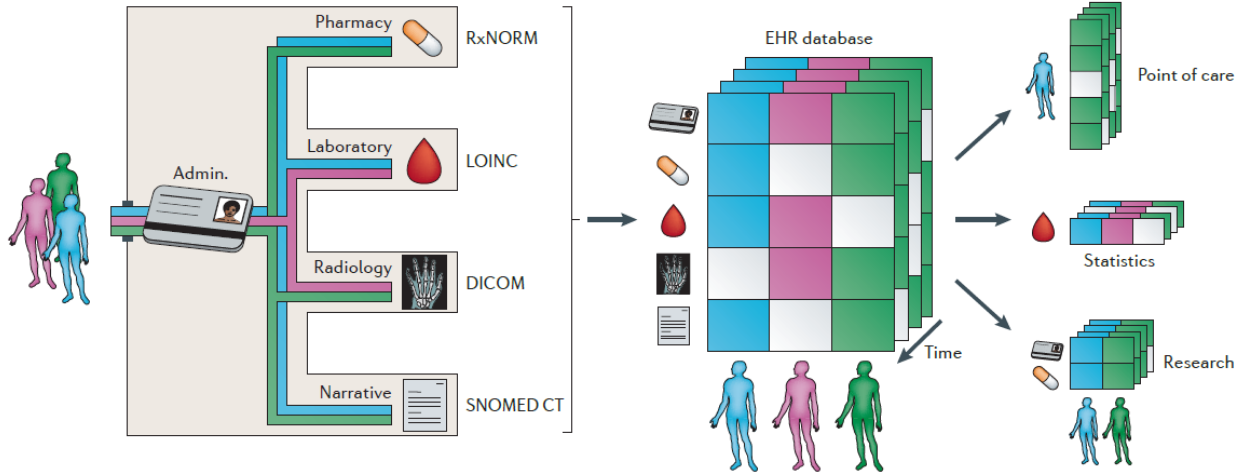 Pharmacy
RxNORM
Admin.
Laboratory
LOINC
Radiology
DICOM
Narrative
SNOMED CT
EHR database
Time
Point of care
Statistics
Research